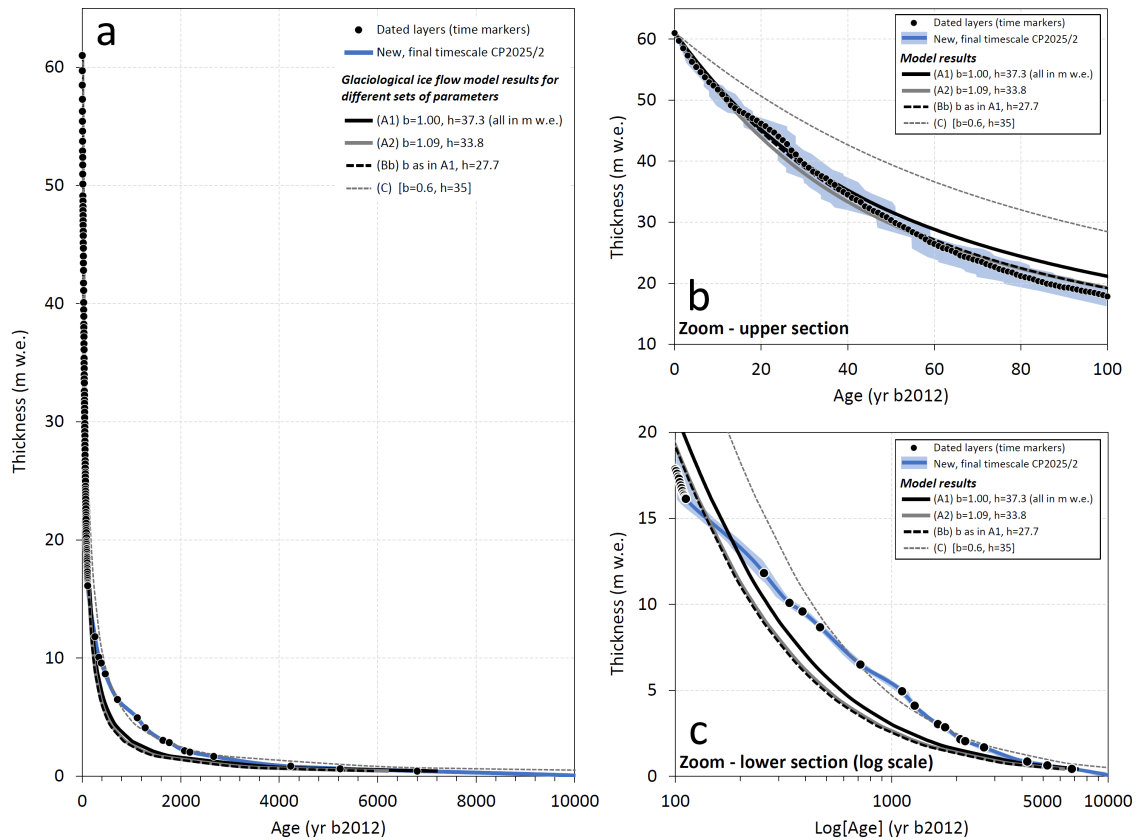 a
Dated layers (time markers)
New, final timescale CP2025/2
Glaciological ice flow model results for
different sets of parameters
(A1) b=1.00, h=37.3 (all in m w.e.)
(A2) b=1.09, h=33.8
(Bb) b as in A1, h=27.7
(C) [b=0.6, h=35]
Thickness (m w.e.)
60
50
40
30
20
10
0
0
2000
4000
6000
8000
10000
Age (yr b2012)
b
Zoom - upper section
Dated layers (time markers)
New, final timescale CP2025/2
Model results
(A1) b=1.00, h=37.3 (all in m w.e.)
(A2) b=1.09, h=33.8
(Bb) b as in A1, h=27.7
(C) [b=0.6, h=35]
Thickness (m w.e.)
60
50
40
30
20
10
0
20
40
60
80
100
Age (yr b2012)
c
Zoom - lower section (log scale)
Dated layers (time markers)
New, final timescale CP2025/2
Model results
(A1) b=1.00, h=37.3 (all in m w.e.)
(A2) b=1.09, h=33.8
(Bb) b as in A1, h=27.7
(C) [b=0.6, h=35]
Thickness (m w.e.)
20
15
10
5
0
100
1000
5000
10000
Log[Age] (yr b2012)